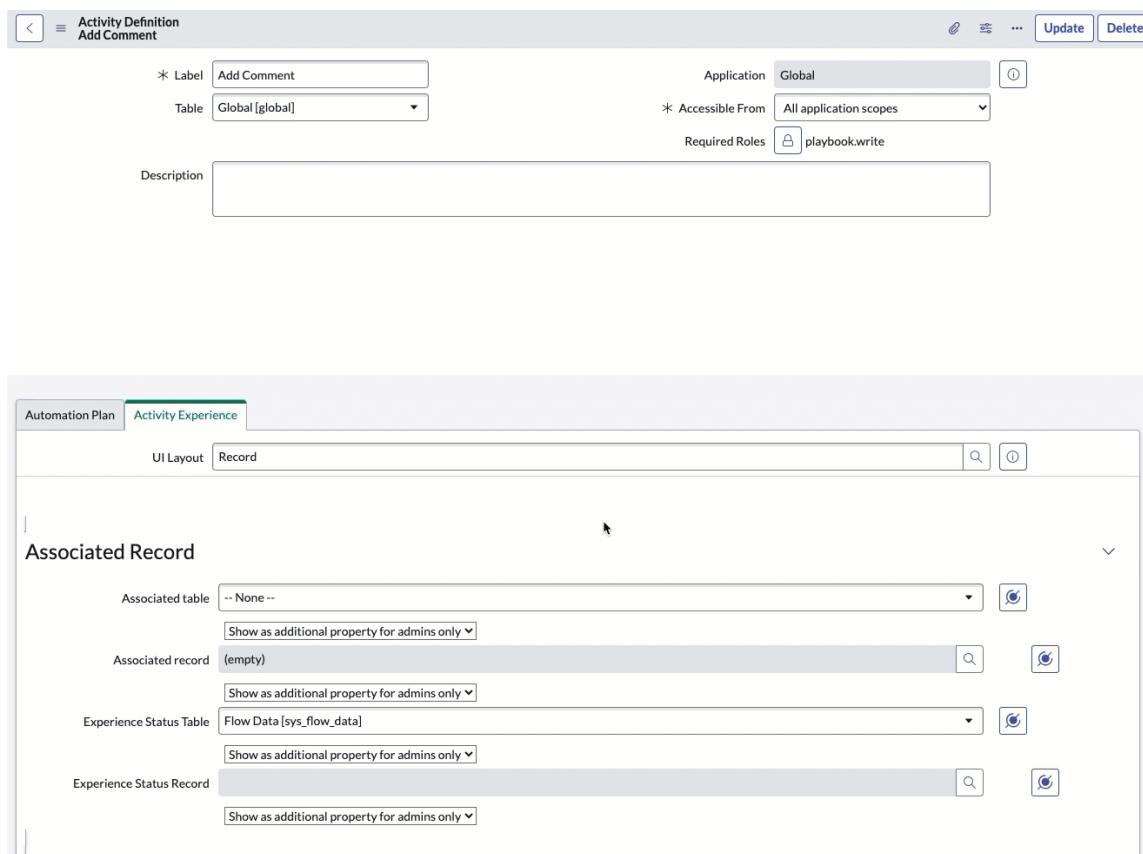 Activity Definition
Add Comment
Update
Delete
Label
Add Comment
Application
Global
Table
Global [global]
Accessible From
All application scopes
Required Roles
playbook.write
Description
Automation Plan
Activity Experience
UI Layout
Record
Associated Record
Associated table
-- None --
Show as additional property for admins only
Associated record
(empty)
Show as additional property for admins only
Experience Status Table
Flow Data [sys_flow_data]
Show as additional property for admins only
Experience Status Record
Show as additional property for admins only